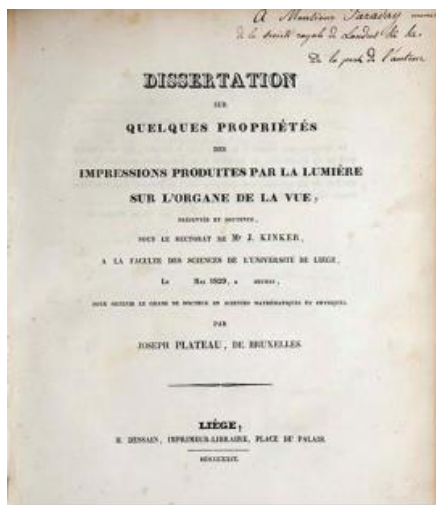 A Monsieur Faraday
de la Société royale de Londres
De la part de l'auteur
DISSERTATION
SUR
QUELQUES PROPRIÉTÉS
DES
IMPRESSIONS PRODUITES PAR LA LUMIÈRE
SUR L'ORGANE DE LA VUE,
PRÉSENTÉE ET SOUTENUE,
SOUS LE RECTORAT DE Mr J. KINKER,
A LA FACULTÉ DES SCIENCES DE L'UNIVERSITÉ DE LIÈGE,
Le Mai 1829, A HEURES,
POUR OBTENIR LE GRADE DE DOCTEUR EN SCIENCES MATHÉMATIQUES ET PHYSIQUES.
PAR
JOSEPH PLATEAU, DE BRUXELLES
LIÉGE,
H. DESSAIN, IMPRIMEUR-LIBRAIRE, PLACE DU PALAIS.
MDCCCXXIX.